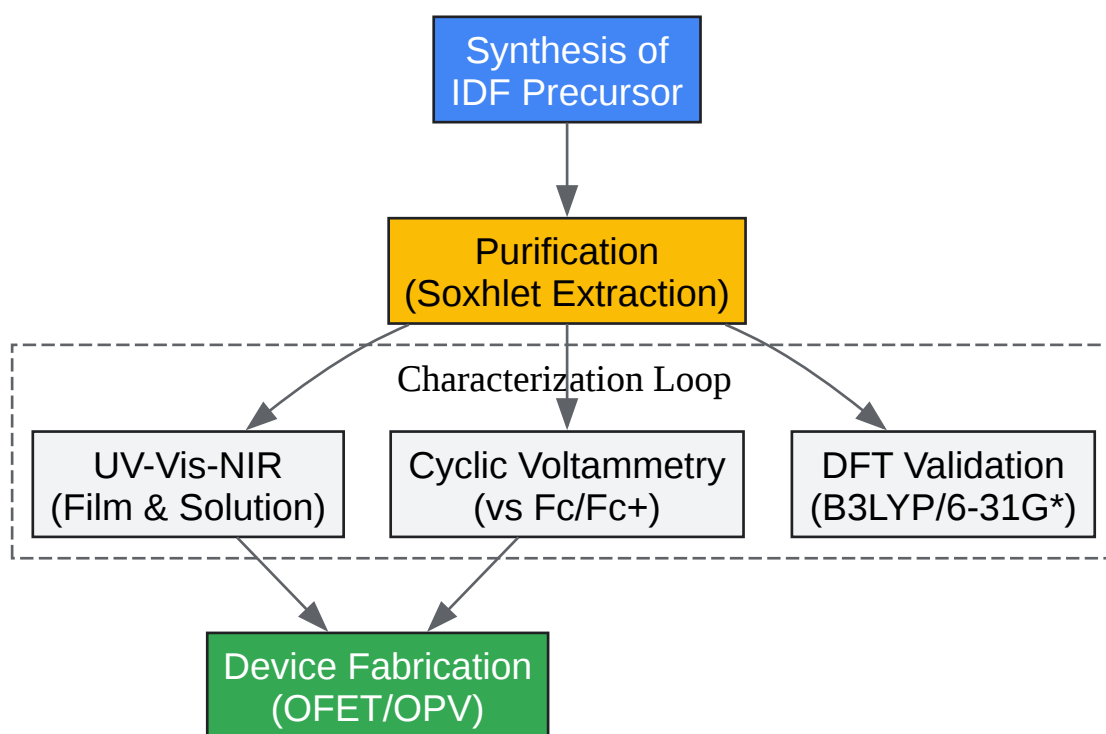 Synthesis of
IDF Precursor
Purification
(Soxhlet Extraction)
Characterization Loop
UV-Vis-NIR
(Film & Solution)
Cyclic Voltammetry
(vs Fc/Fc+)
DFT Validation
(B3LYP/6-31G*)
Device Fabrication
(OFET/OPV)